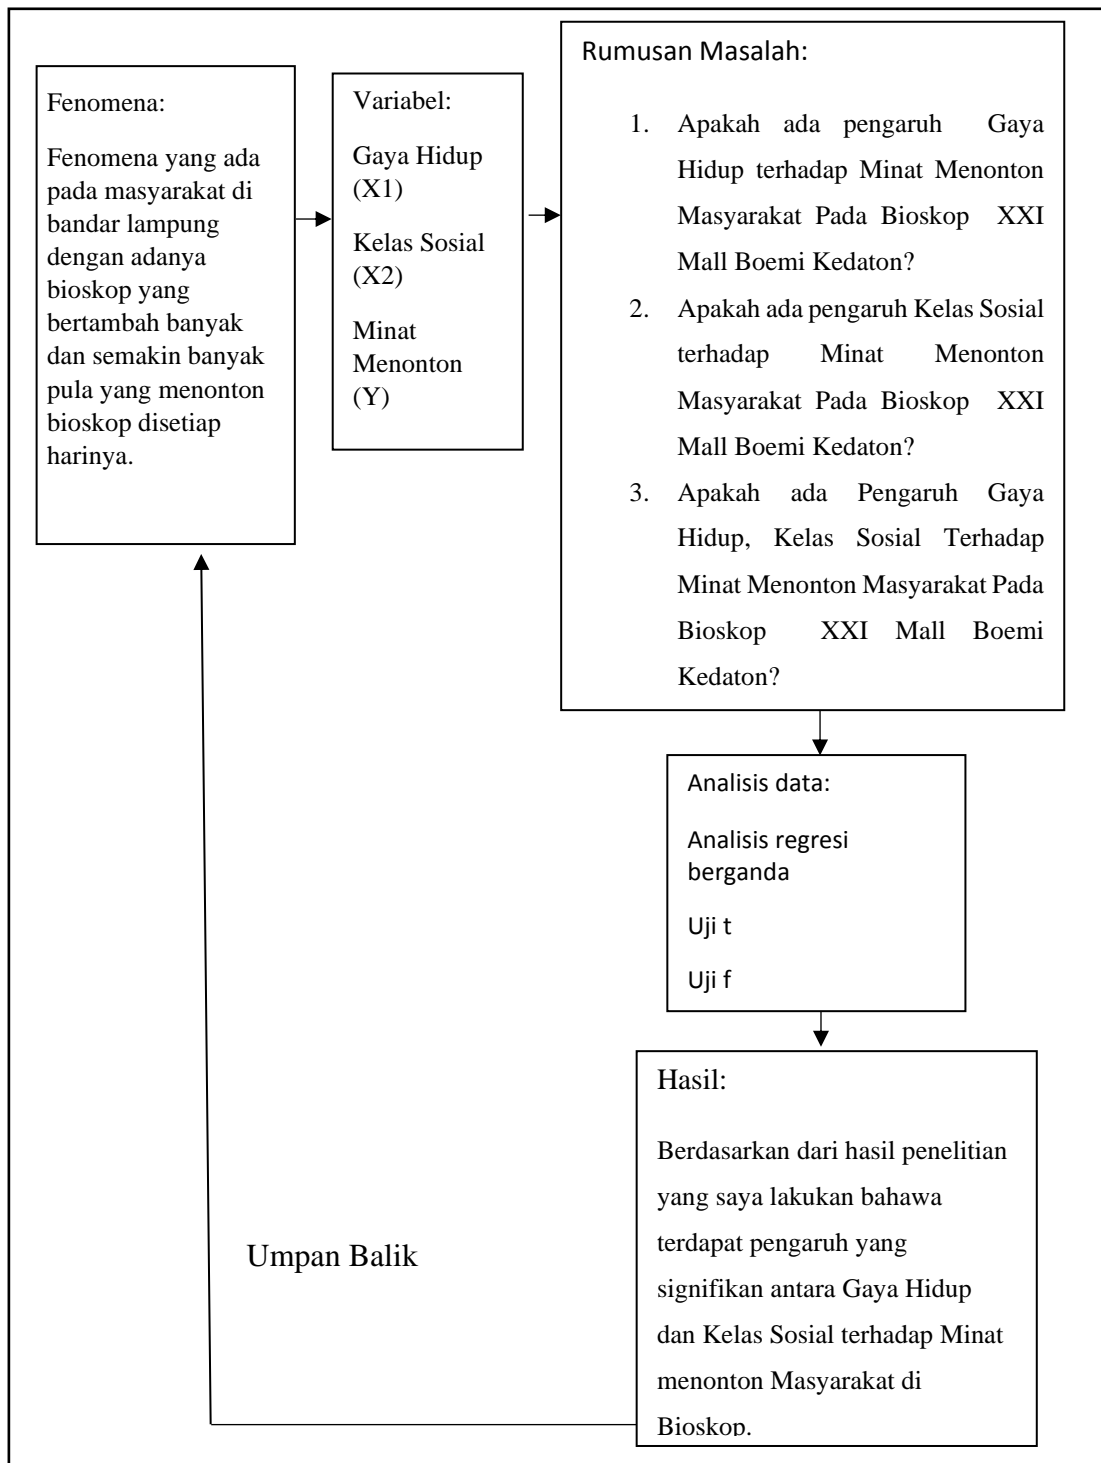 Fenomena:
Fenomena yang ada
pada masyarakat di
bandar lampung
dengan adanya
bioskop yang
bertambah banyak
dan semakin banyak
pula yang menonton
bioskop disetiap
harinya.
Variabel:
Gaya Hidup
(X1)
Kelas Sosial
(X2)
Minat
Menonton
(Y)
Rumusan Masalah:
1. Apakah ada pengaruh Gaya
Hidup terhadap Minat Menonton
Masyarakat Pada Bioskop XXI
Mall Boemi Kedaton?
2. Apakah ada pengaruh Kelas Sosial
terhadap Minat Menonton
Masyarakat Pada Bioskop XXI
Mall Boemi Kedaton?
3. Apakah ada Pengaruh Gaya
Hidup, Kelas Sosial Terhadap
Minat Menonton Masyarakat Pada
Bioskop XXI Mall Boemi
Kedaton?
Analisis data:
Analisis regresi
berganda
Uji t
Uji f
Hasil:
Berdasarkan dari hasil penelitian
yang saya lakukan bahawa
terdapat pengaruh yang
signifikan antara Gaya Hidup
dan Kelas Sosial terhadap Minat
menonton Masyarakat di
Bioskop.
Umpan Balik